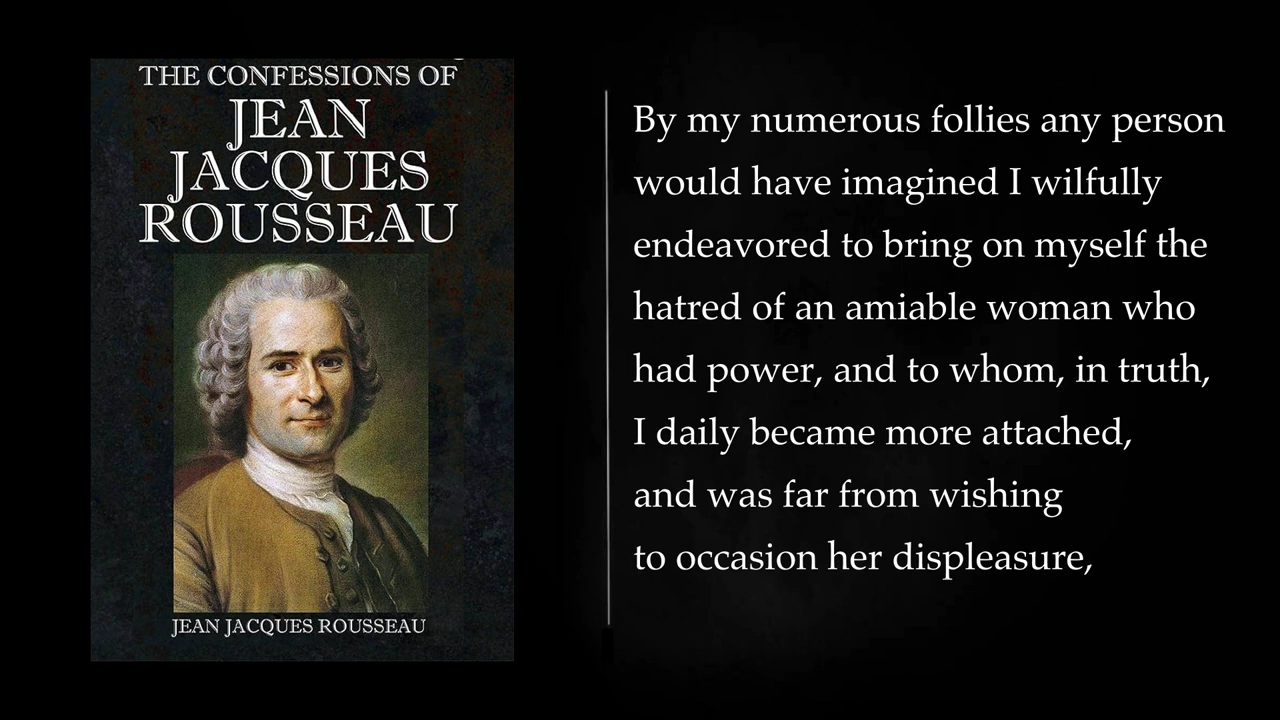 THE CONFESSIONS OF
JEAN
JACQUES
ROUSSEAU
JEAN JACQUES ROUSSEAU
By my numerous follies any person
would have imagined I wilfully
endeavored to bring on myself the
hatred of an amiable woman who
had power, and to whom, in truth,
I daily became more attached,
and was far from wishing
to occasion her displeasure,